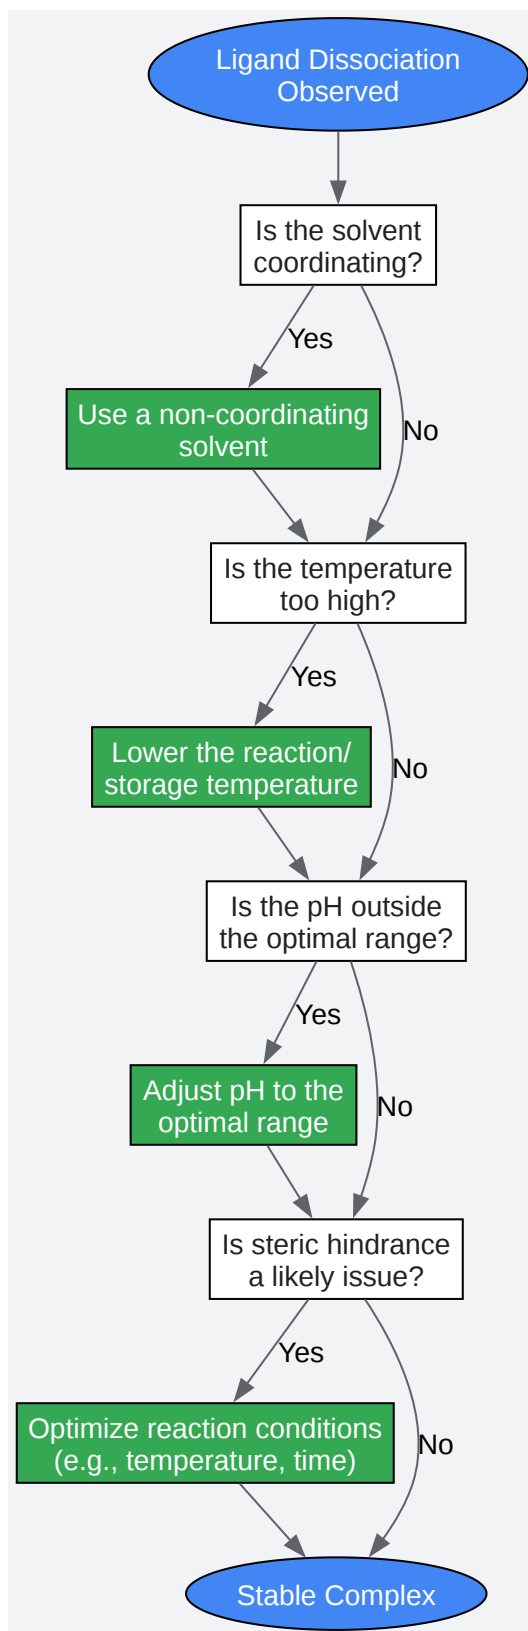 Ligand Dissociation
Observed
Is the solvent
coordinating?
Yes
Use a non-coordinating
solvent
No
Is the temperature
too high?
Yes
Lower the reaction/
storage temperature
No
Is the pH outside
the optimal range?
Yes
Adjust pH to the
optimal range
No
Is steric hindrance
a likely issue?
Yes
Optimize reaction conditions
(e.g., temperature, time)
No
Stable Complex